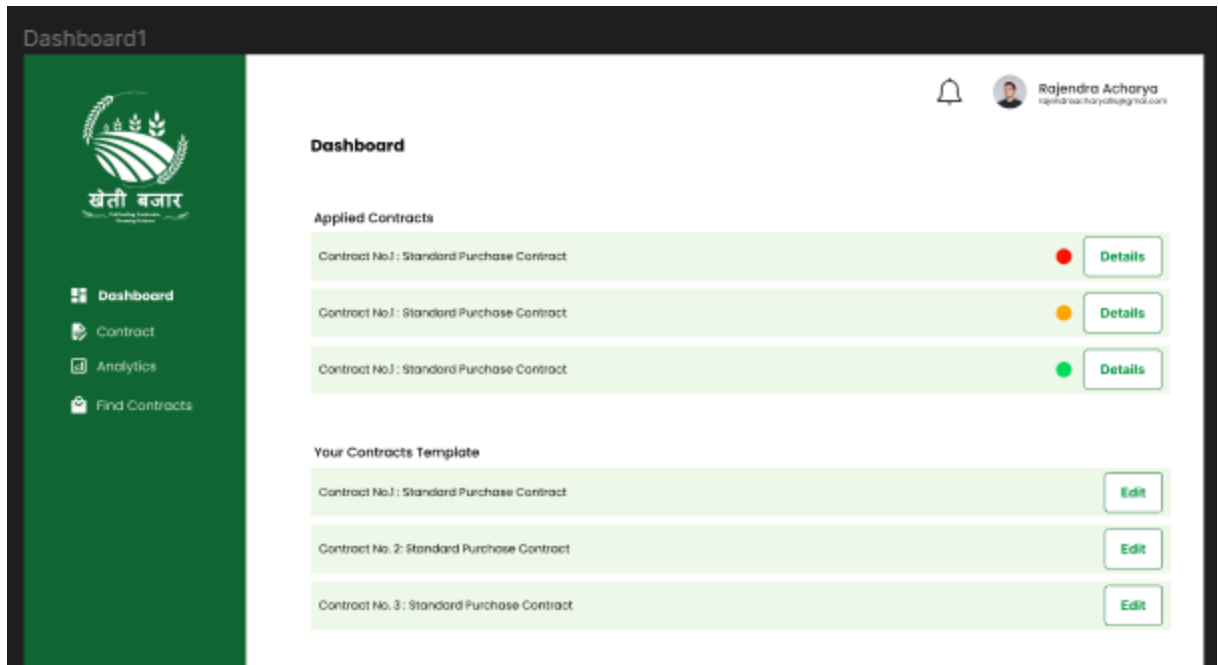 Dashboard1
खेती बजार
Dashboard
Contract
Analytics
Find Contracts
Rajendra Acharya
Dashboard
Applied Contracts
Contract No.1 : Standard Purchase Contract
Details
Contract No.1 : Standard Purchase Contract
Details
Contract No.1 : Standard Purchase Contract
Details
Your Contracts Template
Contract No.1 : Standard Purchase Contract
Edit
Contract No. 2: Standard Purchase Contract
Edit
Contract No. 3 : Standard Purchase Contract
Edit